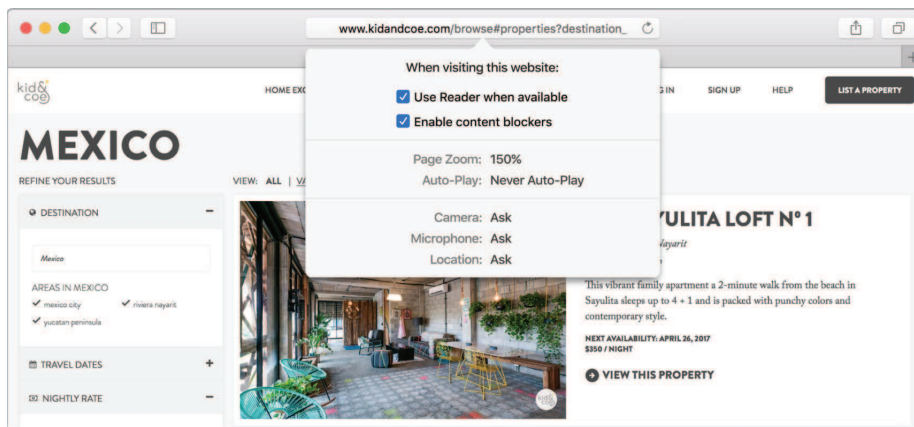 www.kidandcoe.com/browse#properties?destination_
When visiting this website:
Use Reader when available
Enable content blockers
Page Zoom: 150%
Auto-Play: Never Auto-Play
Camera: Ask
Microphone: Ask
Location: Ask
kid&
coe
HOME EXC
G IN
SIGN UP
HELP
LIST A PROPERTY
MEXICO
REFINE YOUR RESULTS
VIEW: ALL | VA
DESTINATION
Mexico
AREAS IN MEXICO
mexico city
riviera nayarit
yucatan peninsula
TRAVEL DATES
NIGHTLY RATE
YULITA LOFT Nº 1
Nayarit
This vibrant family apartment a 2-minute walk from the beach in
Sayulita sleeps up to 4 + 1 and is packed with punchy colors and
contemporary style.
NEXT AVAILABILITY: APRIL 26, 2017
$350 / NIGHT
VIEW THIS PROPERTY
kid&
coe